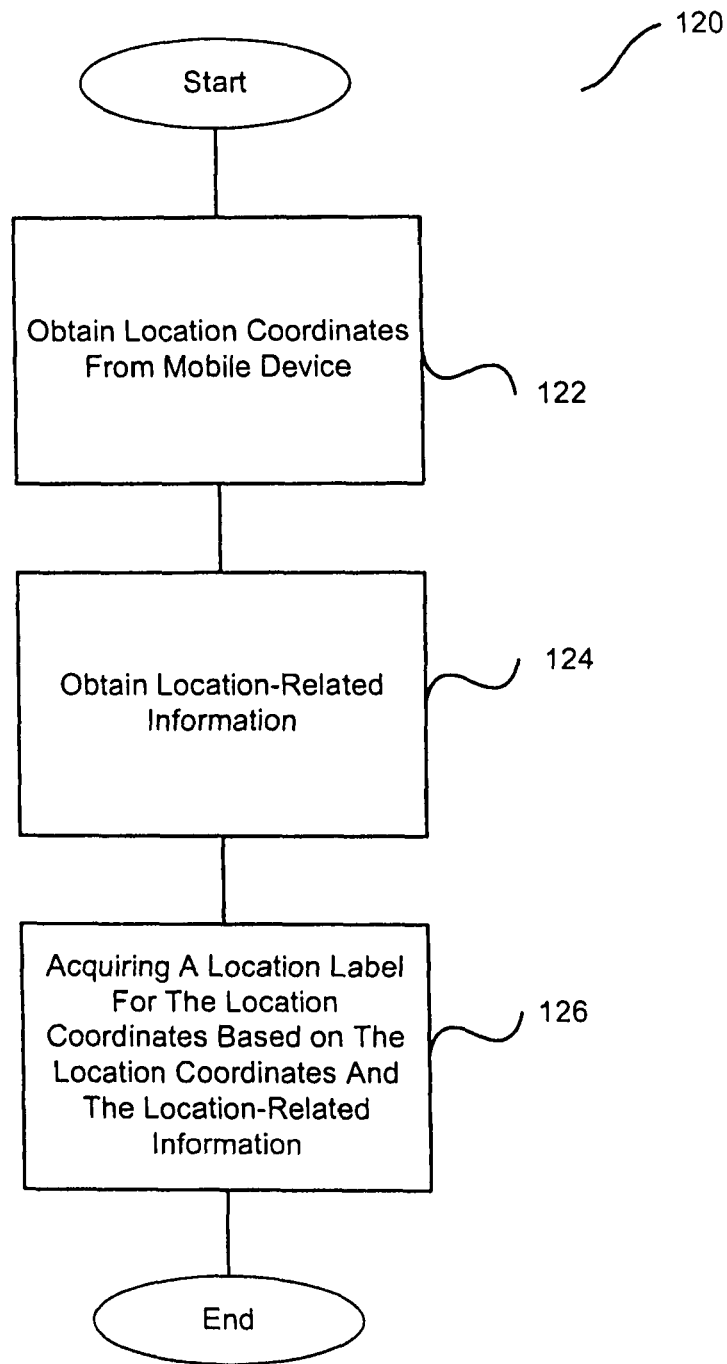 120
Start
Obtain Location Coordinates
From Mobile Device
122
Obtain Location-Related
Information
124
Acquiring A Location Label
For The Location
Coordinates Based on The
Location Coordinates And
The Location-Related
Information
126
End